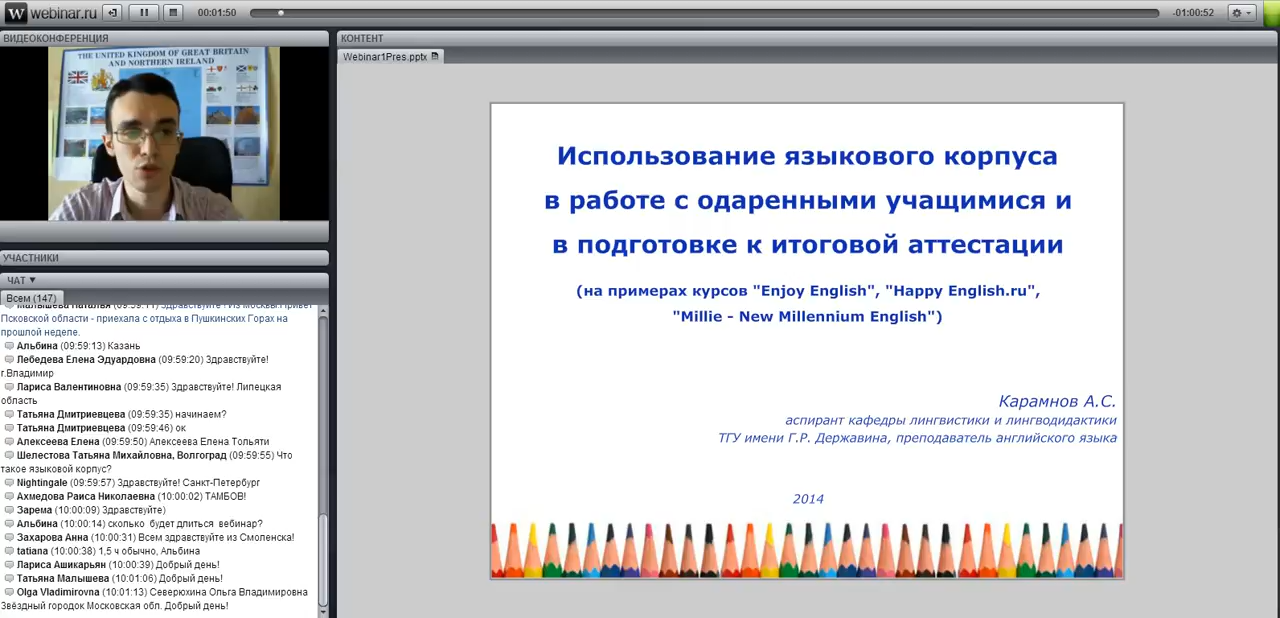 W webinar.ru
00:01:50
-01:00:52
ВИДЕОКОНФЕРЕНЦИЯ
THE UNITED KINGDOM OF GREAT BRITAIN
AND NORTHERN IRELAND
УЧАСТНИКИ
ЧАТ
Всем (147)
Малышева Наталья (09:59:11) Здравствуйте! Из Москвы.Привет
Псковской области - приехала с отдыха в Пушкинских Горах на
прошлой неделе.
Альбина (09:59:13) Казань
Лебедева Елена Эдуардовна (09:59:20) Здравствуйте!
г.Владимир
Лариса Валентиновна (09:59:35) Здравствуйте! Липецкая
область
Татьяна Дмитриевцева (09:59:35) начинаем?
Татьяна Дмитриевцева (09:59:46) ок
Алексеева Елена (09:59:50) Алексеева Елена Тольяти
Шелестова Татьяна Михайловна, Волгоград (09:59:55) Что
такое языковой корпус?
Nightingale (09:59:57) Здравствуйте! Санкт-Петербург
Ахмедова Раиса Николаевна (10:00:02) ТАМБОВ!
Зарема (10:00:09) Здравствуйте)
Альбина (10:00:14) сколько будет длиться вебинар?
Захарова Анна (10:00:31) Всем здравствуйте из Смоленска!
tatiana (10:00:38) 1,5 ч обычно, Альбина
Лариса Ашикарьян (10:00:39) Добрый день!
Татьяна Малышева (10:01:06) Добрый день!
Olga Vladimirovna (10:01:13) Северюхина Ольга Владимировна
Звёздный городок Московская обл. Добрый день!
КОНТЕНТ
Webinar1Pres.pptx
Использование языкового корпуса
в работе с одаренными учащимися и
в подготовке к итоговой аттестации
(на примерах курсов "Enjoy English", "Happy English.ru",
"Millie - New Millennium English")
Карамнов А.С.
аспирант кафедры лингвистики и лингводидактики
ТГУ имени Г.Р. Державина, преподаватель английского языка
2014